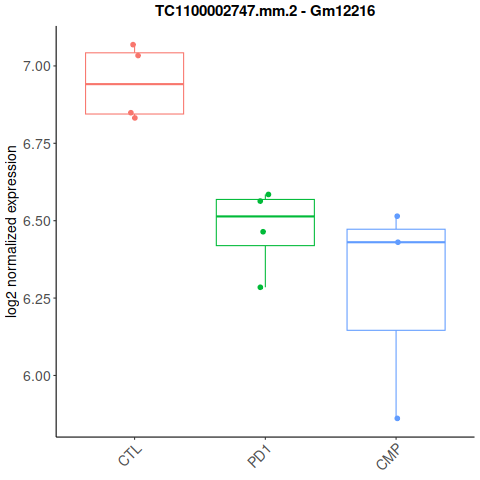 TC1100002747.mm.2 - Gm12216
log2 normalized expression
7.00
6.75
6.50
6.25
6.00
CTL
PD1
CMP